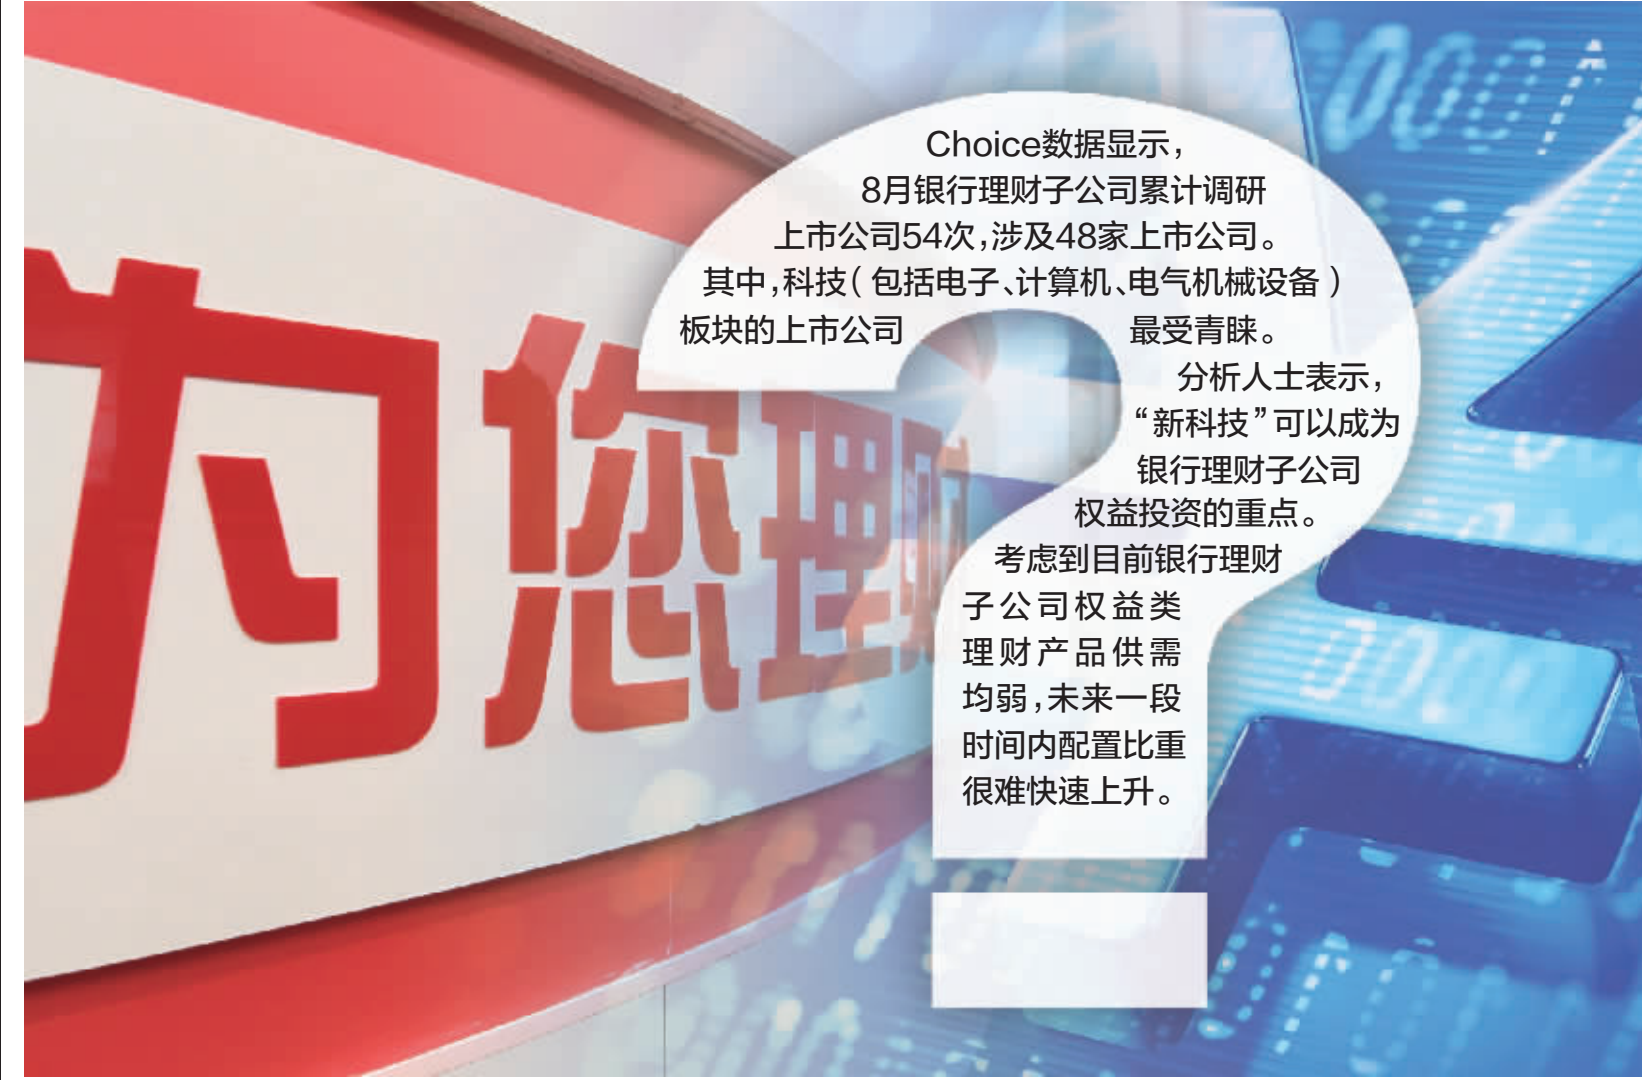 为您理财
Choice数据显示，
8月银行理财子公司累计调研
上市公司54次，涉及48家上市公司。
其中，科技（包括电子、计算机、电气机械设备）
板块的上市公司 最受青睐。
分析人士表示，
“新科技”可以成为
银行理财子公司
权益投资的重点。
考虑到目前银行理财
子公司权益类
理财产品供需
均弱，未来一段
时间内配置比重
很难快速上升。